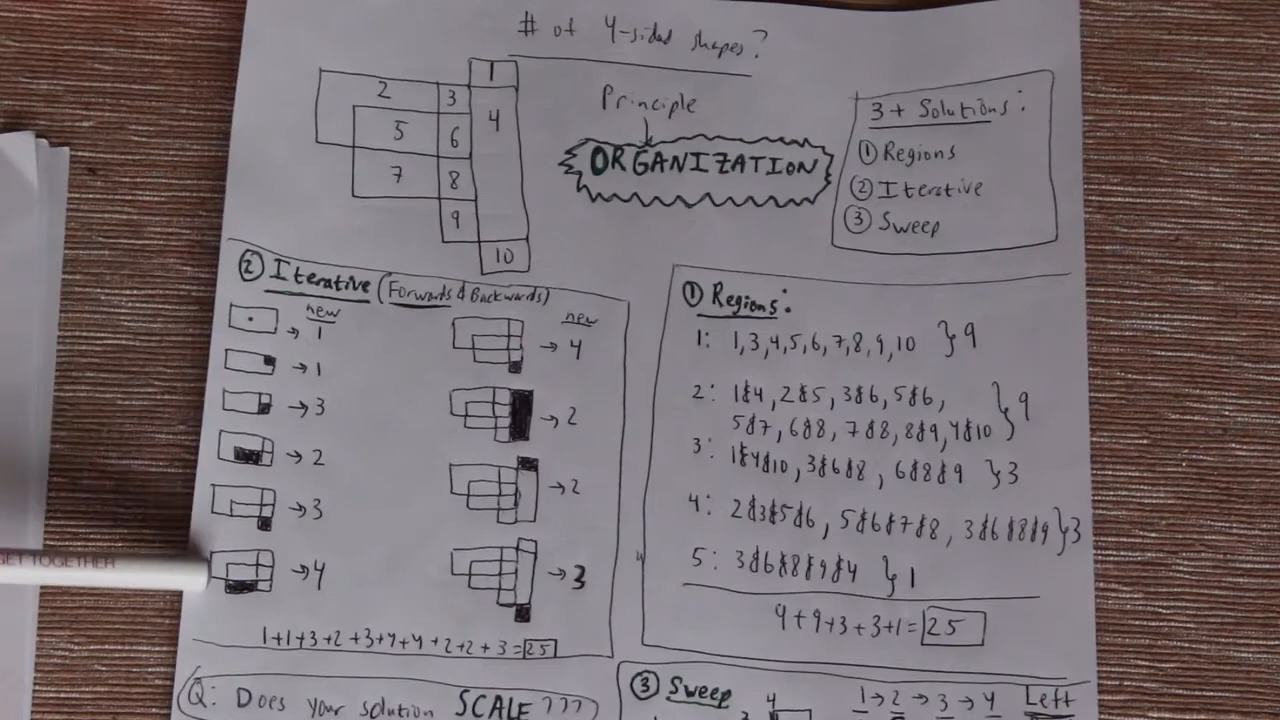 # of 4-sided shapes?
1
2
3
4
5
6
7
8
9
10
Principle
ORGANIZATION
3+ Solutions:
① Regions
② Iterative
③ Sweep
② Iterative (Forwards & Backwards)
new
→ 1
→ 1
→ 3
→ 2
→ 3
→ 4
new
→ 4
→ 2
→ 2
→ 3
1+1+3+2+3+4+4+2+2+3=25
① Regions:
1: 1,3,4,5,6,7,8,9,10 } 9
2: 1&4, 2&5, 3&6, 5&6,
5&7, 6&8, 7&8, 8&9, 4&10 } 9
3: 1&4&10, 3&6&8, 6&8&9 } 3
4: 2&3&5&6, 5&6&7&8, 3&6&8&9 } 3
5: 3&6&8&9&4 } 1
9+9+3+3+1=25
GET TOGETHER
Q: Does your solution SCALE???
③ Sweep
4
1→2→3→4 Left